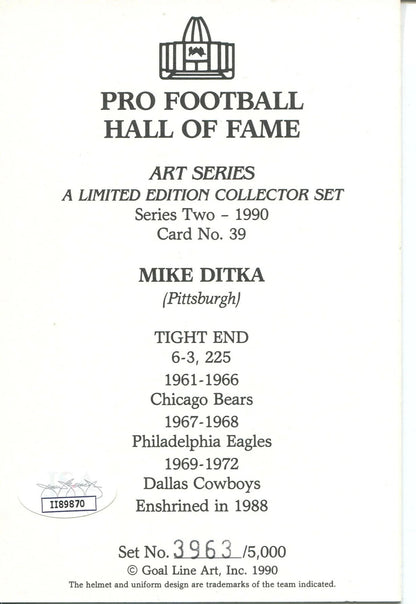 PRO FOOTBALL
HALL OF FAME
ART SERIES
A LIMITED EDITION COLLECTOR SET
Series Two – 1990
Card No. 39
MIKE DITKA
(Pittsburgh)
TIGHT END
6-3, 225
1961-1966
Chicago Bears
1967-1968
Philadelphia Eagles
1969-1972
Dallas Cowboys
Enshrined in 1988
II89870
Set No. 3963 /5,000
© Goal Line Art, Inc. 1990
The helmet and uniform design are trademarks of the team indicated.